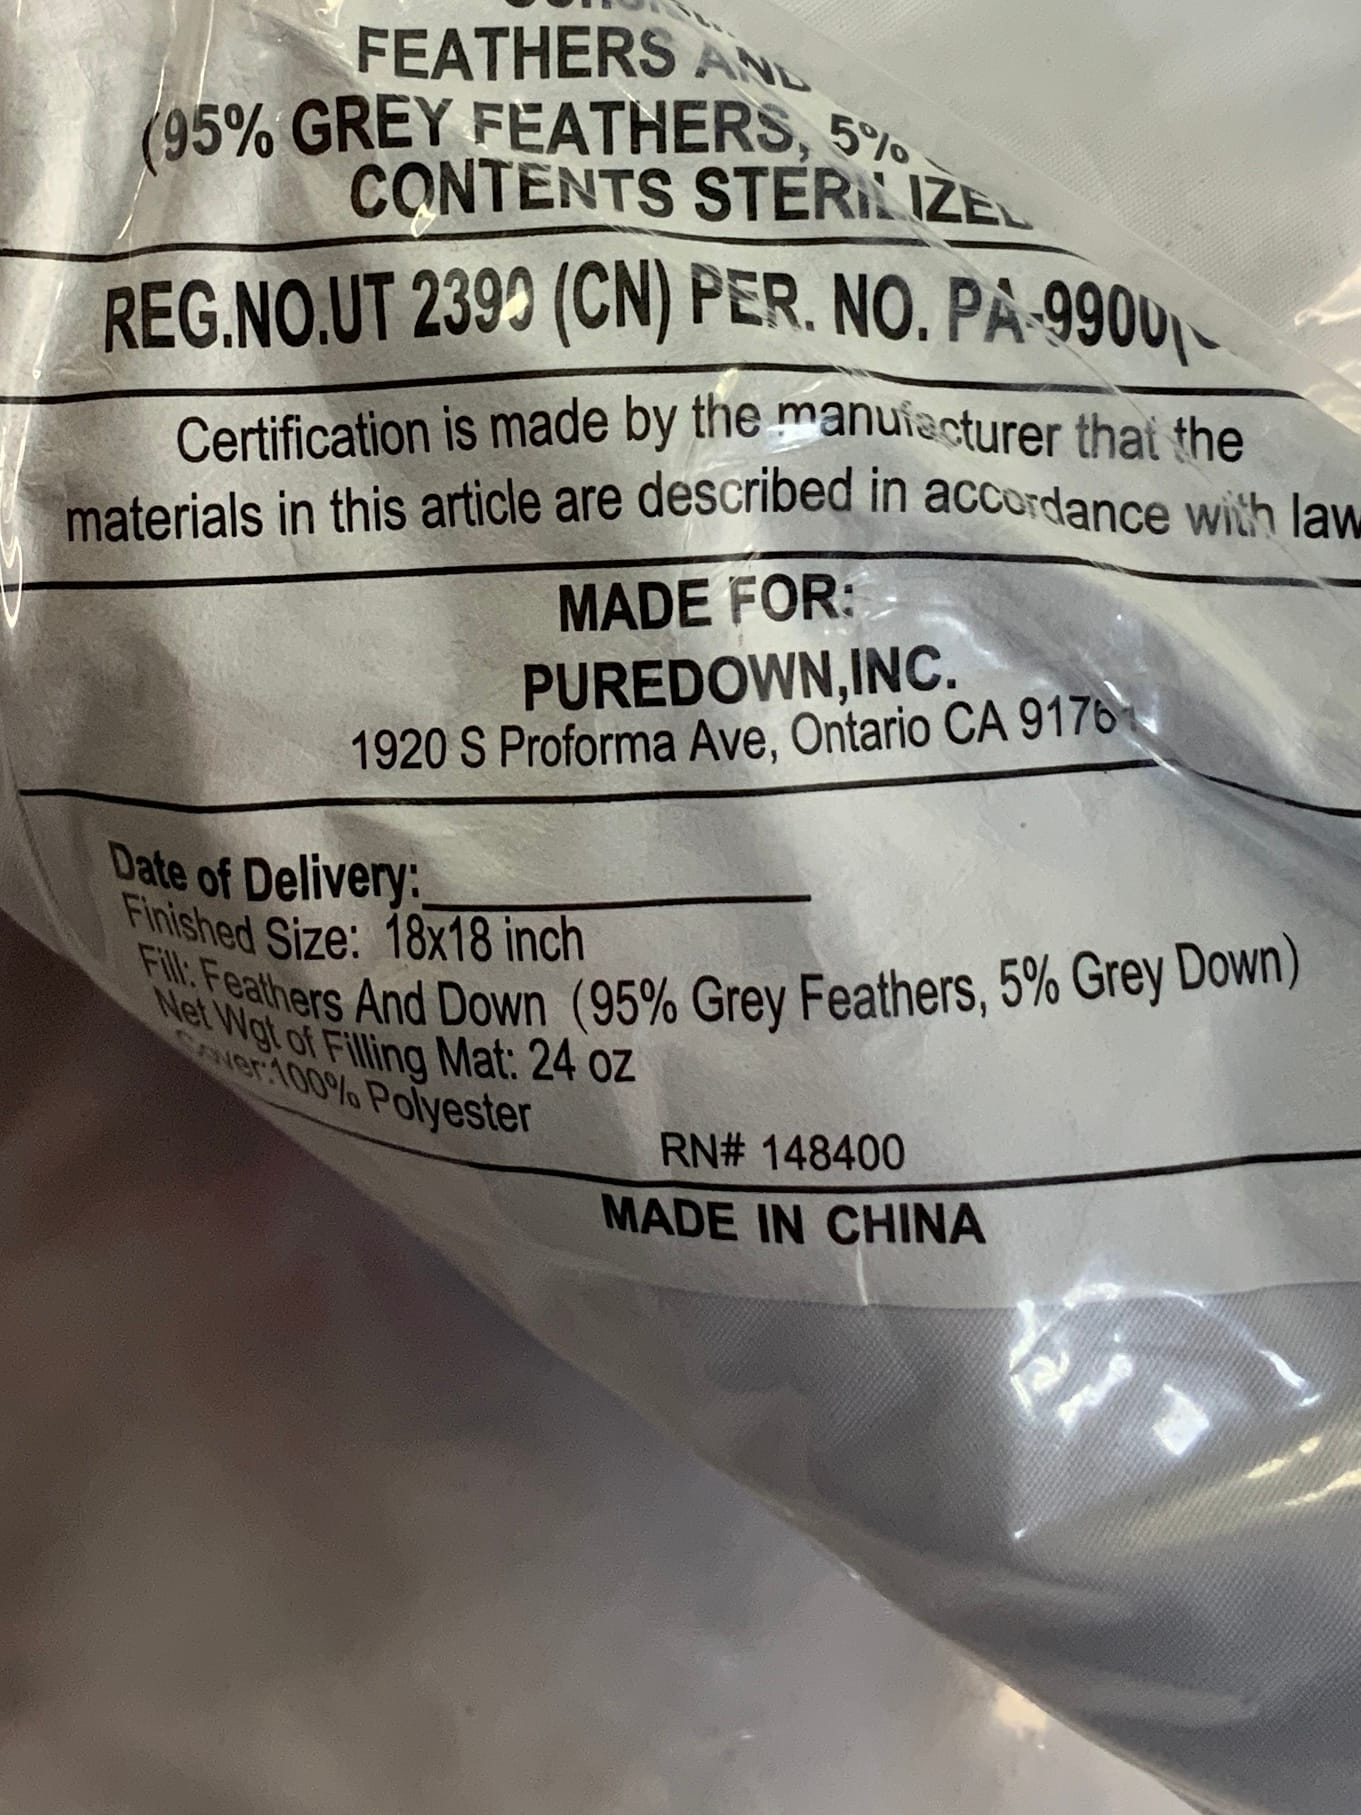 FEATHERS AND
(95% GREY FEATHERS, 5%
CONTENTS STERILIZED
REG.NO.UT 2390 (CN) PER. NO. PA-9900
Certification is made by the manufacturer that the
materials in this article are described in accordance with law
MADE FOR:
PUREDOWN,INC.
1920 S Proforma Ave, Ontario CA 91761
Date of Delivery:
Finished Size: 18x18 inch
Fill: Feathers And Down (95% Grey Feathers, 5% Grey Down)
Net Wgt of Filling Mat: 24 oz
Cover:100% Polyester
RN# 148400
MADE IN CHINA